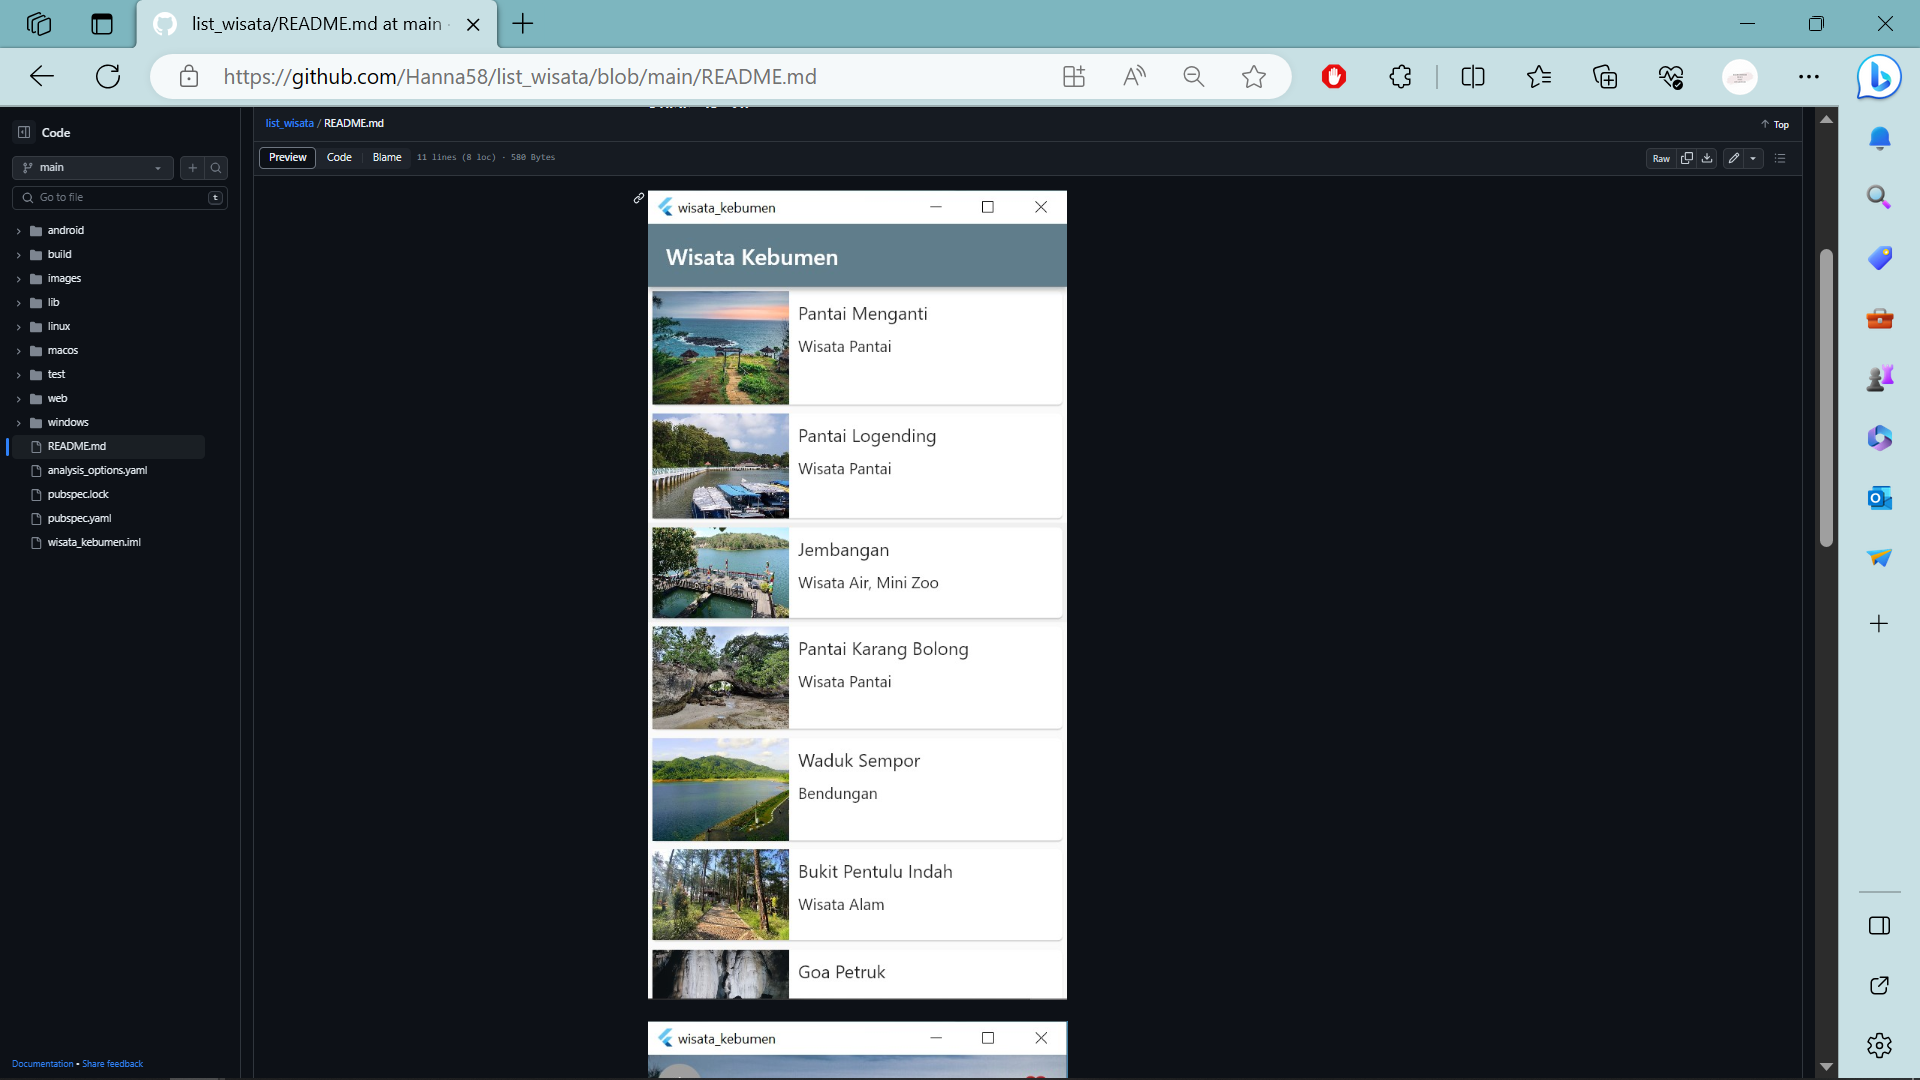 list_wisata/README.md at main
https://github.com/Hanna58/list_wisata/blob/main/README.md
Code
main
Go to file
t
android
build
images
lib
linux
macos
test
web
windows
README.md
analysis_options.yaml
pubspec.lock
pubspec.yaml
wisata_kebumen.iml
Documentation • Share feedback
list_wisata / README.md
Top
Preview
Code
Blame
11 lines (8 loc) · 580 Bytes
Raw
wisata_kebumen
Wisata Kebumen
Pantai Menganti
Wisata Pantai
Pantai Logending
Wisata Pantai
Jembangan
Wisata Air, Mini Zoo
Pantai Karang Bolong
Wisata Pantai
Waduk Sempor
Bendungan
Bukit Pentulu Indah
Wisata Alam
Goa Petruk
wisata_kebumen